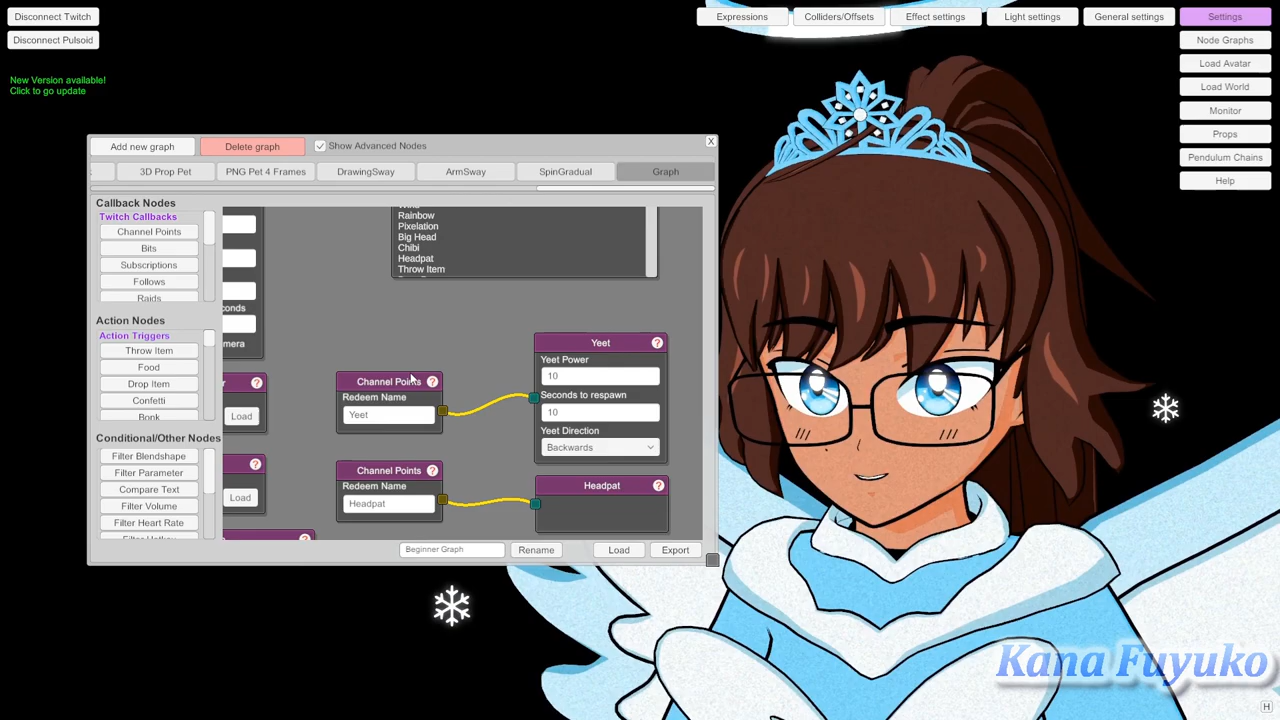 Disconnect Twitch
Disconnect Pulsoid
New Version available!
Click to go update
Expressions
Colliders/Offsets
Effect settings
Light settings
General settings
Settings
Node Graphs
Load Avatar
Load World
Monitor
Props
Pendulum Chains
Help
Add new graph
Delete graph
Show Advanced Nodes
X
3D Prop Pet
PNG Pet 4 Frames
DrawingSway
ArmSway
SpinGradual
Graph
Callback Nodes
Twitch Callbacks
Channel Points
Bits
Subscriptions
Follows
Raids
Action Nodes
Action Triggers
Throw Item
Food
Drop Item
Confetti
Bonk
Conditional/Other Nodes
Filter Blendshape
Filter Parameter
Compare Text
Filter Volume
Filter Heart Rate
Filter Hotkey
Rainbow
Pixelation
Big Head
Chibi
Headpat
Throw Item
conds
mera
r ?
Load
?
Load
?
Channel Points ?
Redeem Name
Yeet
Channel Points ?
Redeem Name
Headpat
Yeet ?
Yeet Power
10
Seconds to respawn
10
Yeet Direction
Backwards
Headpat ?
Beginner Graph
Rename
Load
Export
Kana Fuyuko
H